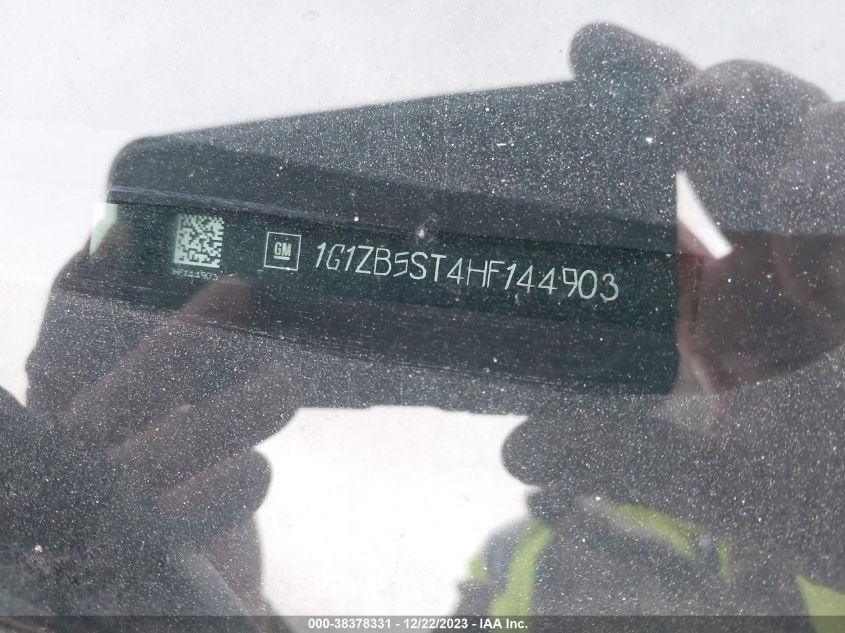 GM 1G1ZB5ST4HF144903
HF144903
000-38378331 - 12/22/2023 - IAA Inc.